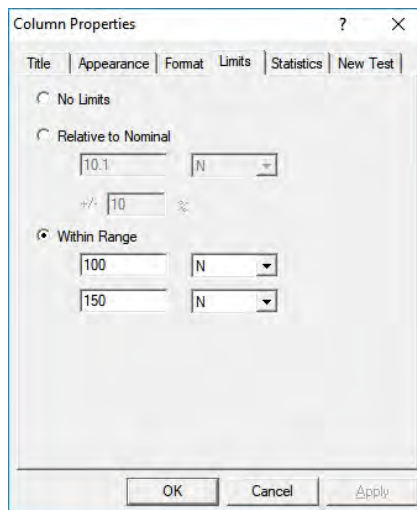 Column Properties ? ×
Title Appearance Format Limits Statistics New Test
No Limits
Relative to Nominal
10.1 N
+/- 10 %
Within Range
100 N
150 N
OK Cancel Apply